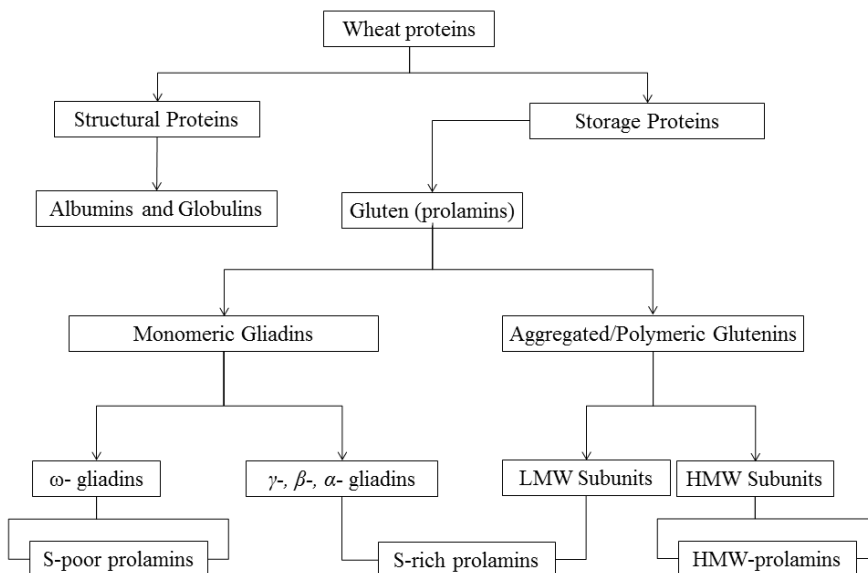 Wheat proteins
Structural Proteins
Storage Proteins
Albumins and Globulins
Gluten (prolamins)
Monomeric Gliadins
Aggregated/Polymeric Glutenins
ω- gliadins
γ-, β-, α- gliadins
LMW Subunits
HMW Subunits
S-poor prolamins
S-rich prolamins
HMW-prolamins